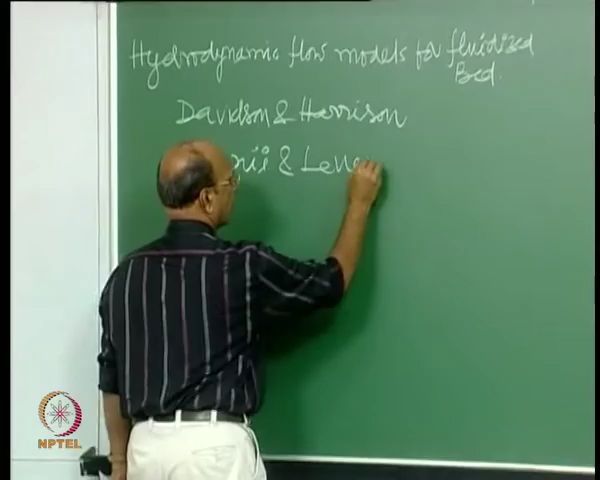 Hydrodynamic flow models for fluidized
Bed.
Davidson & Harrison
& Leve
NPTEL